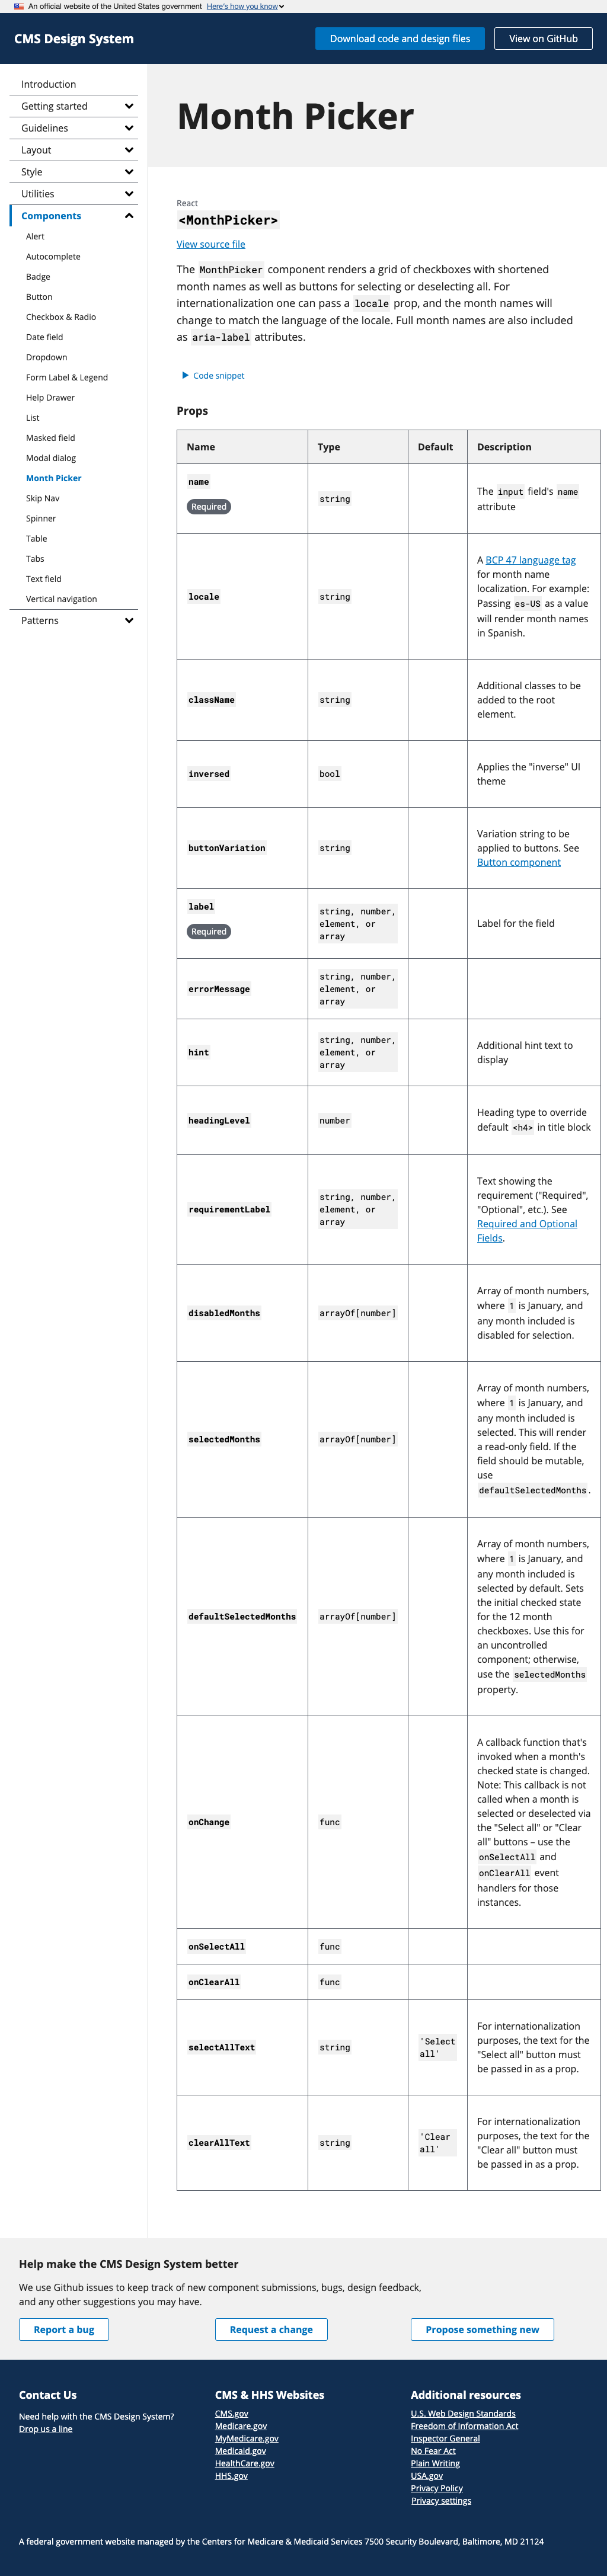 An official website of the United States government Here's how you know
CMS Design System
Download code and design files
View on GitHub
Introduction
Getting started
Guidelines
Layout
Style
Utilities
Components
Alert
Autocomplete
Badge
Button
Checkbox & Radio
Date field
Dropdown
Form Label & Legend
Help Drawer
List
Masked field
Modal dialog
Month Picker
Skip Nav
Spinner
Table
Tabs
Text field
Vertical navigation
Patterns
Month Picker
React
<MonthPicker>
View source file
The MonthPicker component renders a grid of checkboxes with shortened
month names as well as buttons for selecting or deselecting all. For
internationalization one can pass a locale prop, and the month names will
change to match the language of the locale. Full month names are also included
as aria-label attributes.
Code snippet
Props
Name Type Default Description
name
Required
string
The input field's name
attribute
locale
string
A BCP 47 language tag
for month name
localization. For example:
Passing es-US as a value
will render month names
in Spanish.
className
string
Additional classes to be
added to the root
element.
inversed
bool
Applies the "inverse" UI
theme
buttonVariation
string
Variation string to be
applied to buttons. See
Button component
label
Required
string, number,
element, or
array
Label for the field
errorMessage
string, number,
element, or
array
hint
string, number,
element, or
array
Additional hint text to
display
headingLevel
number
Heading type to override
default <h4> in title block
requirementLabel
string, number,
element, or
array
Text showing the
requirement ("Required",
"Optional", etc.). See
Required and Optional
Fields.
disabledMonths
arrayOf[number]
Array of month numbers,
where 1 is January, and
any month included is
disabled for selection.
selectedMonths
arrayOf[number]
Array of month numbers,
where 1 is January, and
any month included is
selected. This will render
a read-only field. If the
field should be mutable,
use
defaultSelectedMonths .
defaultSelectedMonths
arrayOf[number]
Array of month numbers,
where 1 is January, and
any month included is
selected by default. Sets
the initial checked state
for the 12 month
checkboxes. Use this for
an uncontrolled
component; otherwise,
use the selectedMonths
property.
onChange
func
A callback function that's
invoked when a month's
checked state is changed.
Note: This callback is not
called when a month is
selected or deselected via
the "Select all" or "Clear
all" buttons – use the
onSelectAll and
onClearAll event
handlers for those
instances.
onSelectAll
func
onClearAll
func
selectAllText
string
'Select
all'
For internationalization
purposes, the text for the
"Select all" button must
be passed in as a prop.
clearAllText
string
'Clear
all'
For internationalization
purposes, the text for the
"Clear all" button must
be passed in as a prop.
Help make the CMS Design System better
We use Github issues to keep track of new component submissions, bugs, design feedback,
and any other suggestions you may have.
Report a bug
Request a change
Propose something new
Contact Us
Need help with the CMS Design System?
Drop us a line
CMS & HHS Websites
CMS.gov
Medicare.gov
MyMedicare.gov
Medicaid.gov
HealthCare.gov
HHS.gov
Additional resources
U.S. Web Design Standards
Freedom of Information Act
Inspector General
No Fear Act
Plain Writing
USA.gov
Privacy Policy
Privacy settings
A federal government website managed by the Centers for Medicare & Medicaid Services 7500 Security Boulevard, Baltimore, MD 21124